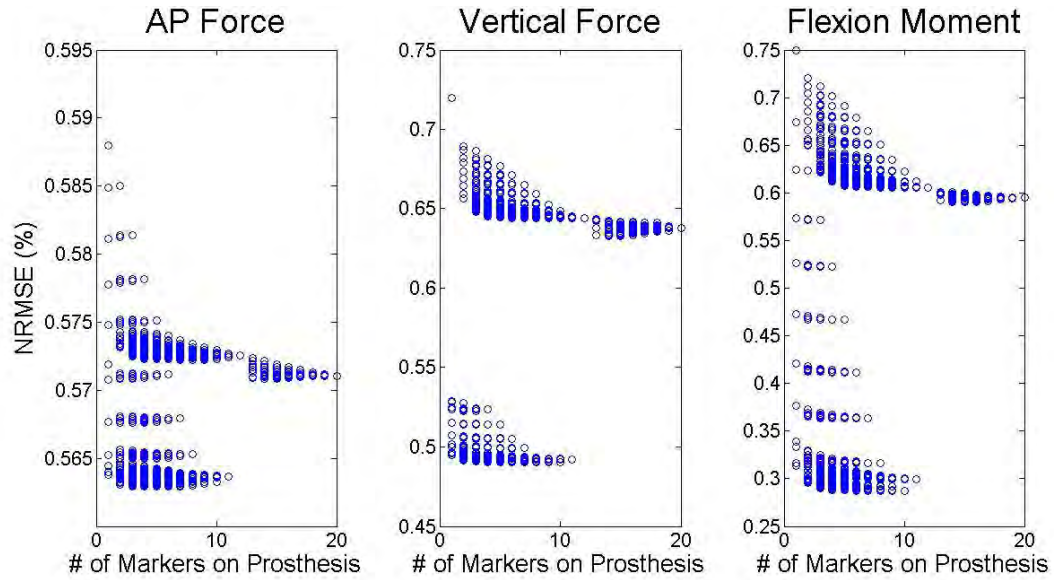 AP Force
Vertical Force
Flexion Moment
NRMSE (%)
0.595
0.59
0.585
0.58
0.575
0.57
0.565
0 10 20
# of Markers on Prosthesis
0.75
0.7
0.65
0.6
0.55
0.5
0.45
0 10 20
# of Markers on Prosthesis
0.75
0.7
0.65
0.6
0.55
0.5
0.45
0.4
0.35
0.3
0.25
0 10 20
# of Markers on Prosthesis